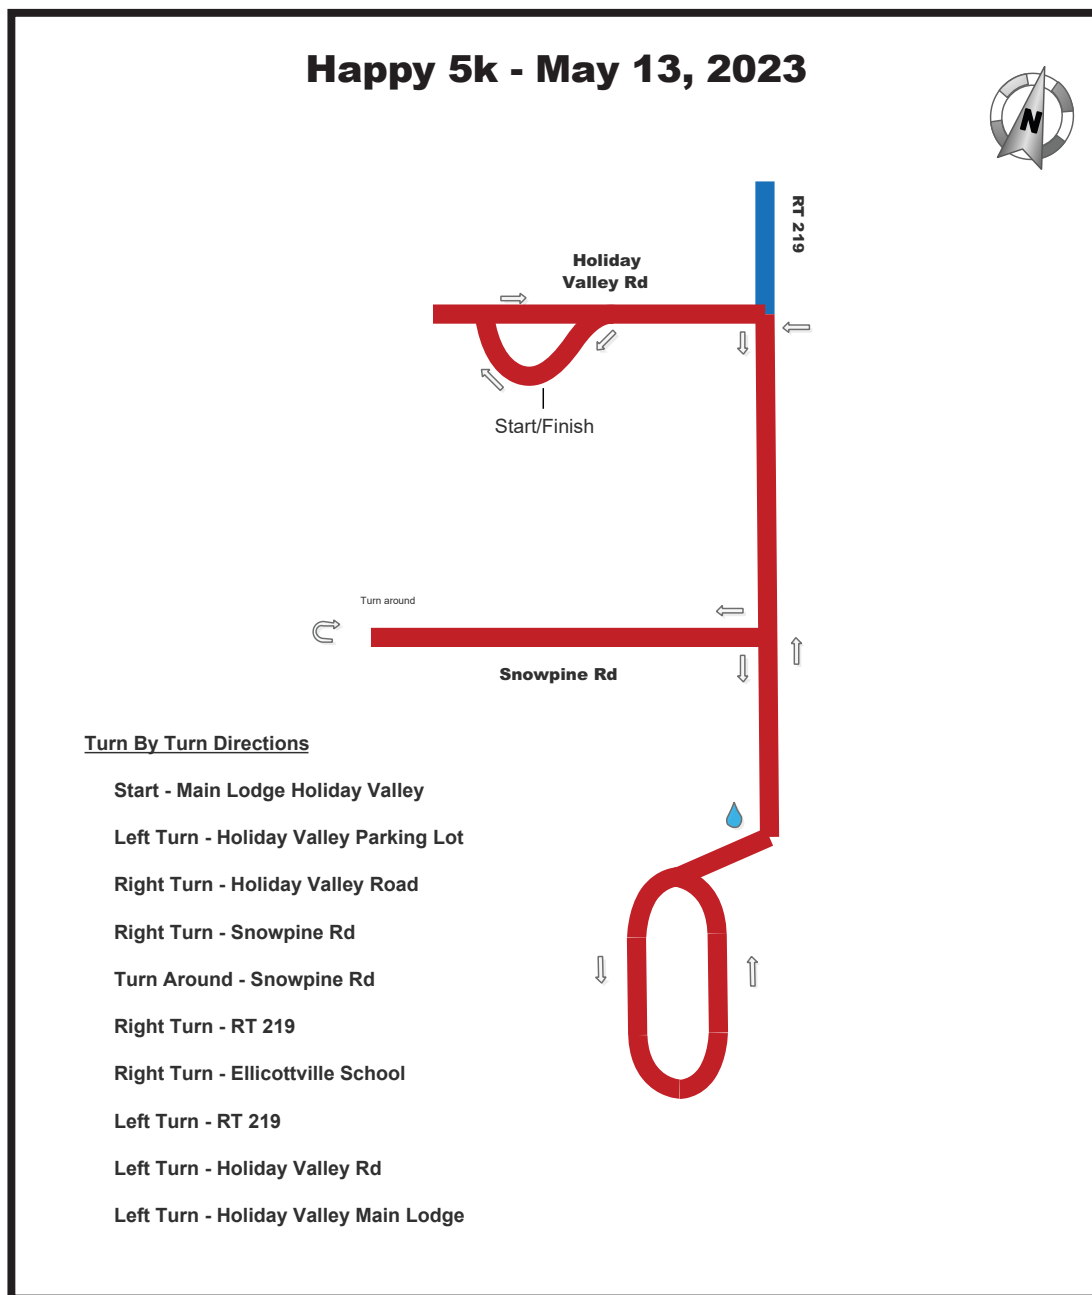 Happy 5k - May 13, 2023
N
RT 219
Holiday
Valley Rd
Start/Finish
Turn around
Snowpine Rd
Turn By Turn Directions
Start - Main Lodge Holiday Valley
Left Turn - Holiday Valley Parking Lot
Right Turn - Holiday Valley Road
Right Turn - Snowpine Rd
Turn Around - Snowpine Rd
Right Turn - RT 219
Right Turn - Ellicottville School
Left Turn - RT 219
Left Turn - Holiday Valley Rd
Left Turn - Holiday Valley Main Lodge